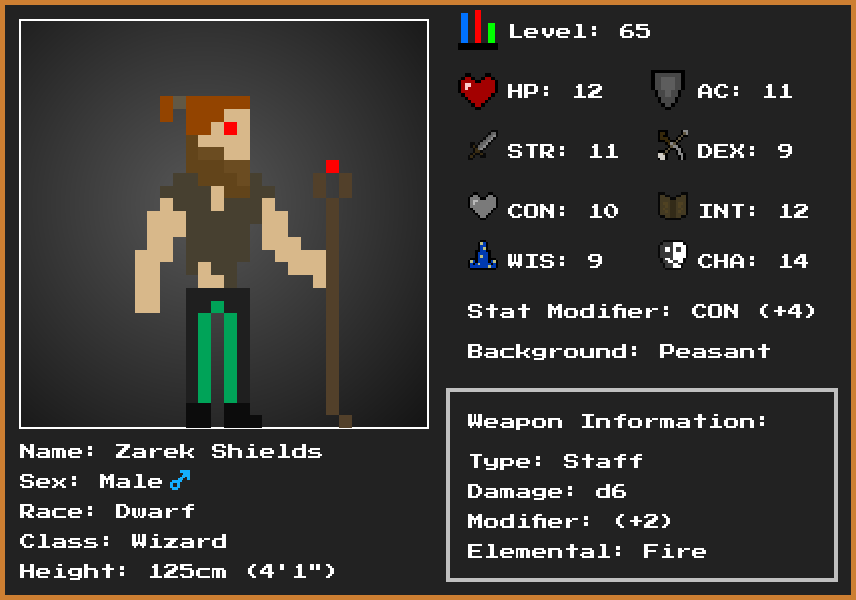 Level: 65
HP: 12 AC: 11
STR: 11 DEX: 9
CON: 10 INT: 12
WIS: 9 CHA: 14
Stat Modifier: CON (+4)
Background: Peasant
Weapon Information:
Type: Staff
Damage: d6
Modifier: (+2)
Elemental: Fire
Name: Zarek Shields
Sex: Male♂
Race: Dwarf
Class: Wizard
Height: 125cm (4'1")